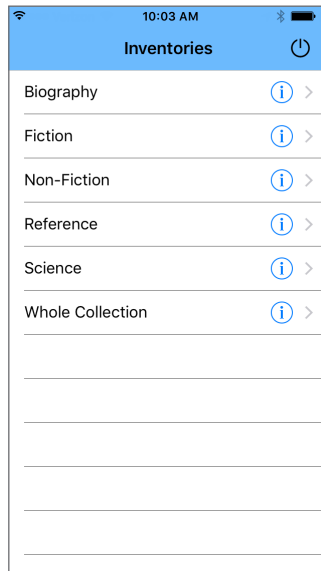 10:03 AM
Inventories
Biography
Fiction
Non-Fiction
Reference
Science
Whole Collection